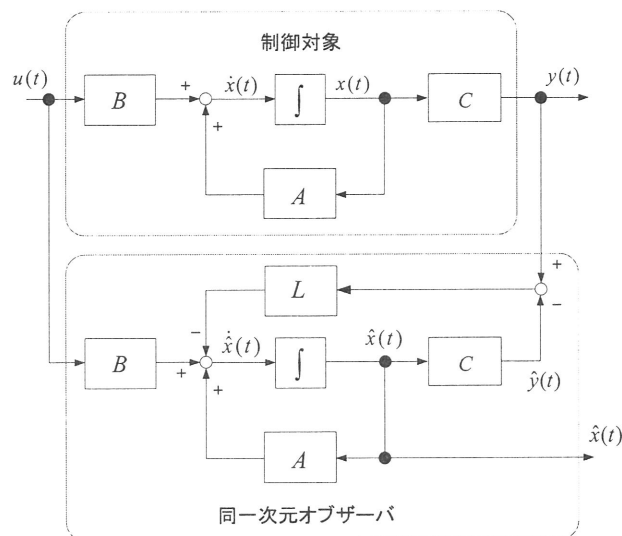 制御対象
u(t)
B
+
+
ẋ(t)
∫
x(t)
C
y(t)
A
L
+
−
−
B
+
+
x̂̇(t)
∫
x̂(t)
C
ŷ(t)
A
x̂(t)
同一次元オブザーバ